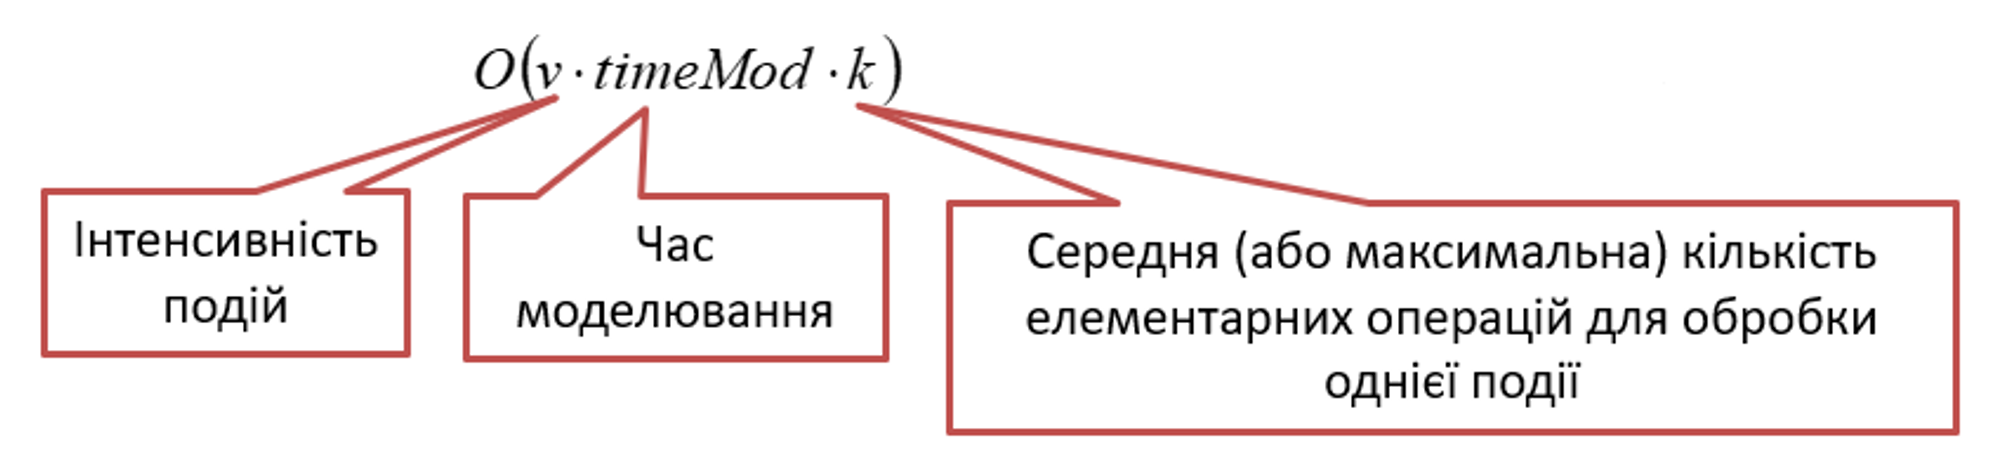 O(v · timeMod · k)
Інтенсивність
подій
Час
моделювання
Середня (або максимальна) кількість
елементарних операцій для обробки
однієї події